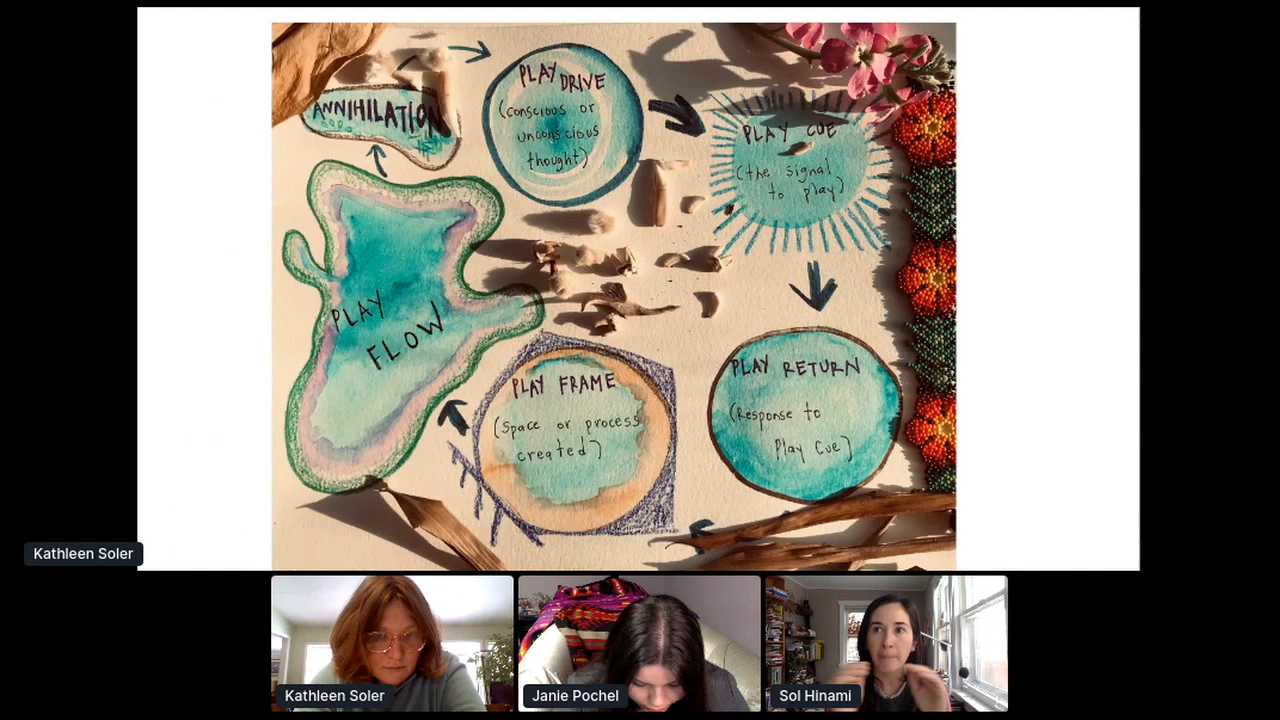 ANNIHILATION
PLAY DRIVE
(conscious or
unconscious
thought)
PLAY CUE
(the signal
to play)
PLAY RETURN
(Response to
Play Cue)
PLAY FRAME
(space or process
created)
PLAY
FLOW
Kathleen Soler
Kathleen Soler
Janie Pochel
Sol Hinami